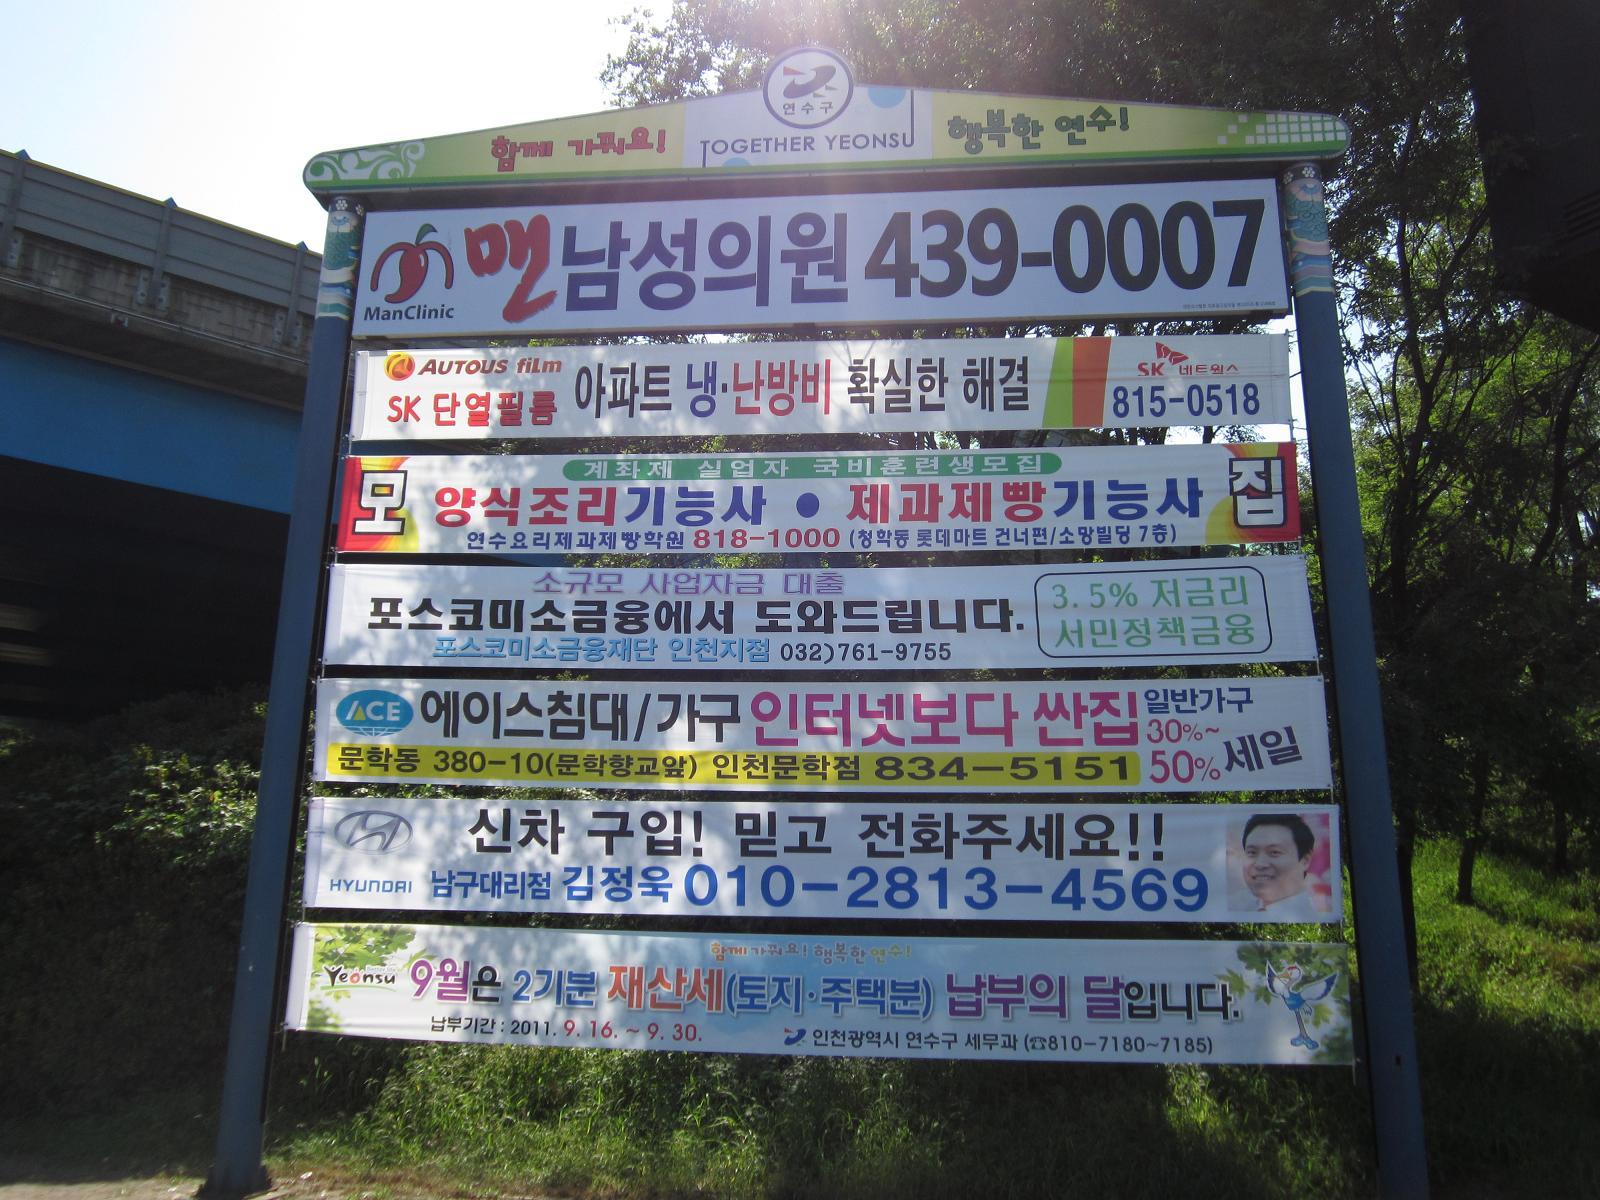 연수구
함께 가꿔요! TOGETHER YEONSU 행복한 연수!
ManClinic 맨남성의원 439-0007
AUTOUS film
SK 단열필름 아파트 냉·난방비 확실한 해결
SK 네트웍스
815-0518
계좌제 실업자 국비훈련생모집
모 양식조리기능사 • 제과제빵기능사 집
연수요리제과제빵학원 818-1000 (청학동 롯데마트 건너편/소망빌딩 7층)
소규모 사업자금 대출
포스코미소금융에서 도와드립니다.
포스코미소금융재단 인천지점 032)761-9755
3.5% 저금리
서민정책금융
ACE 에이스침대/가구 인터넷보다 싼집
일반가구
30%~
50% 세일
문학동 380-10(문학향교앞) 인천문학점 834-5151
신차 구입! 믿고 전화주세요!!
HYUNDAI 남구대리점 김정욱 010-2813-4569
함께 가꿔요! 행복한 연수!
Yeonsu 9월은 2기분 재산세(토지·주택분) 납부의 달입니다.
납부기간 : 2011. 9. 16. ~ 9. 30. 인천광역시 연수구 세무과 (☎810-7180~7185)